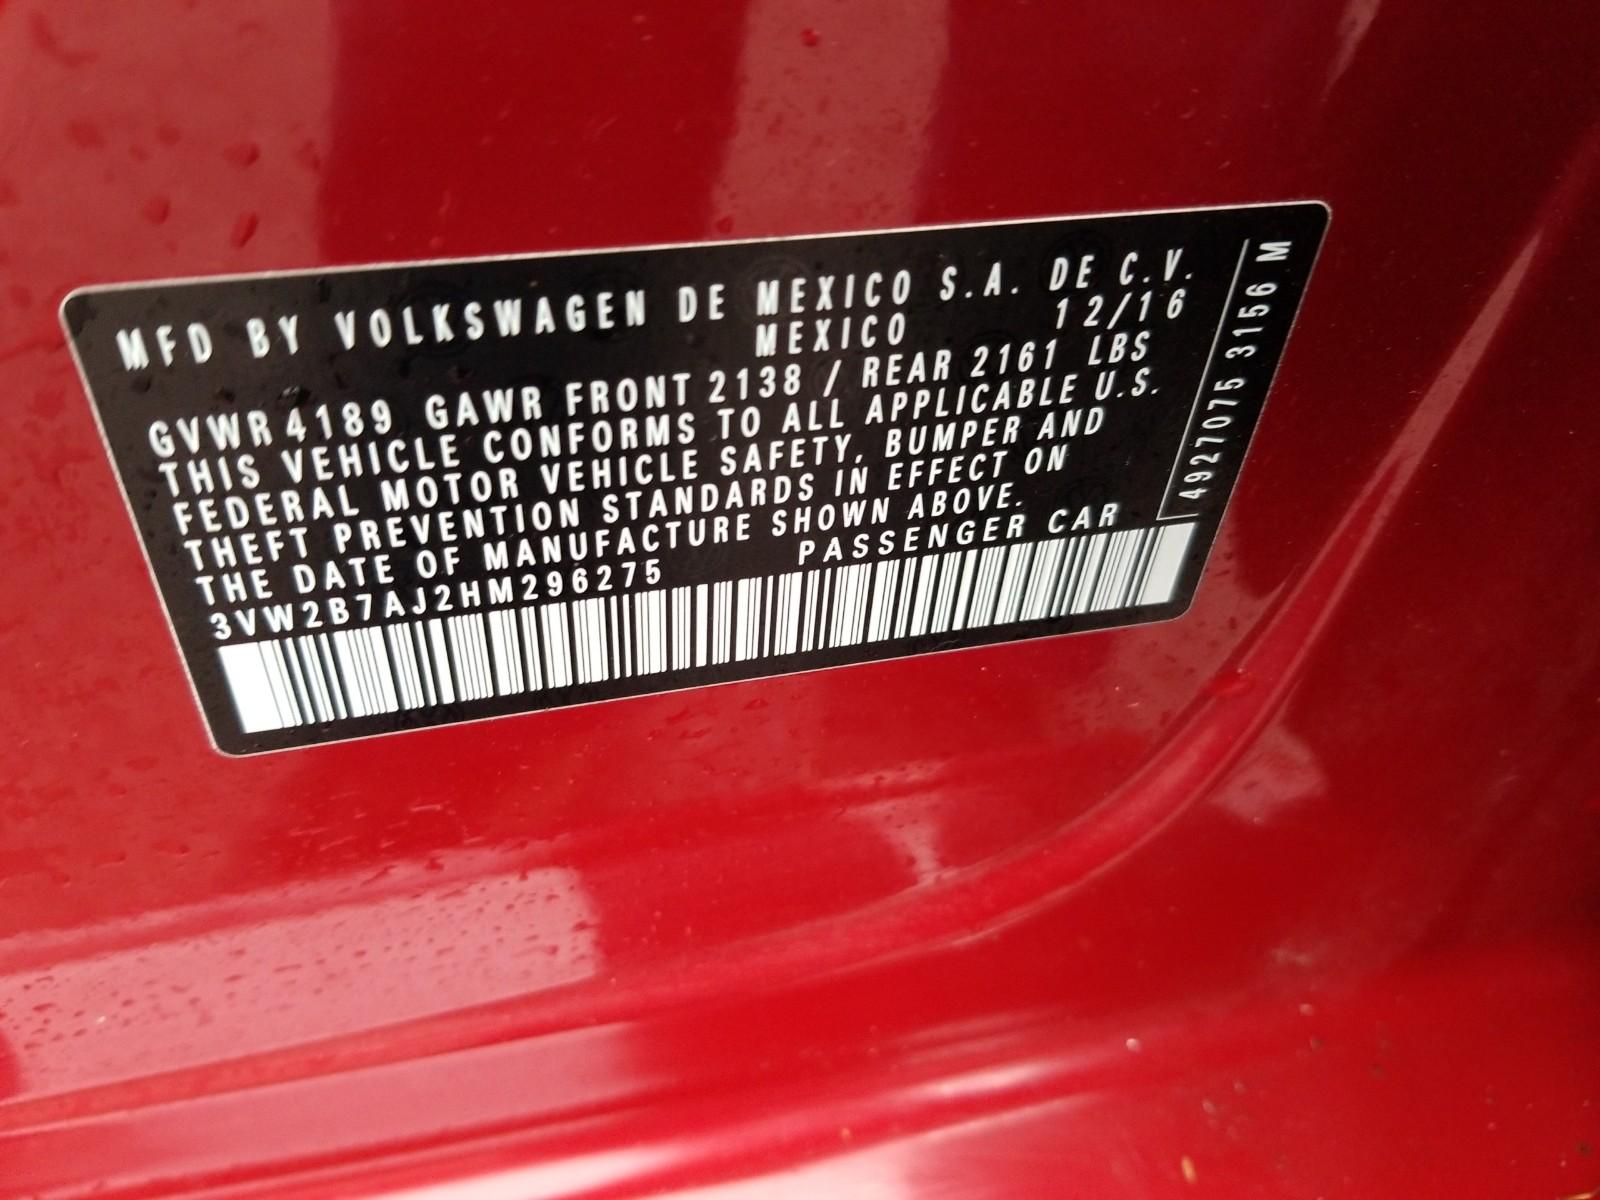 MFD BY VOLKSWAGEN DE MEXICO S.A. DE C.V.
MEXICO 12/16
GVWR 4189 GAWR FRONT 2138 / REAR 2161 LBS
THIS VEHICLE CONFORMS TO ALL APPLICABLE U.S.
FEDERAL MOTOR VEHICLE SAFETY, BUMPER AND
THEFT PREVENTION STANDARDS IN EFFECT ON
THE DATE OF MANUFACTURE SHOWN ABOVE.
3VW2B7AJ2HM296275 PASSENGER CAR
4927075 3156 M